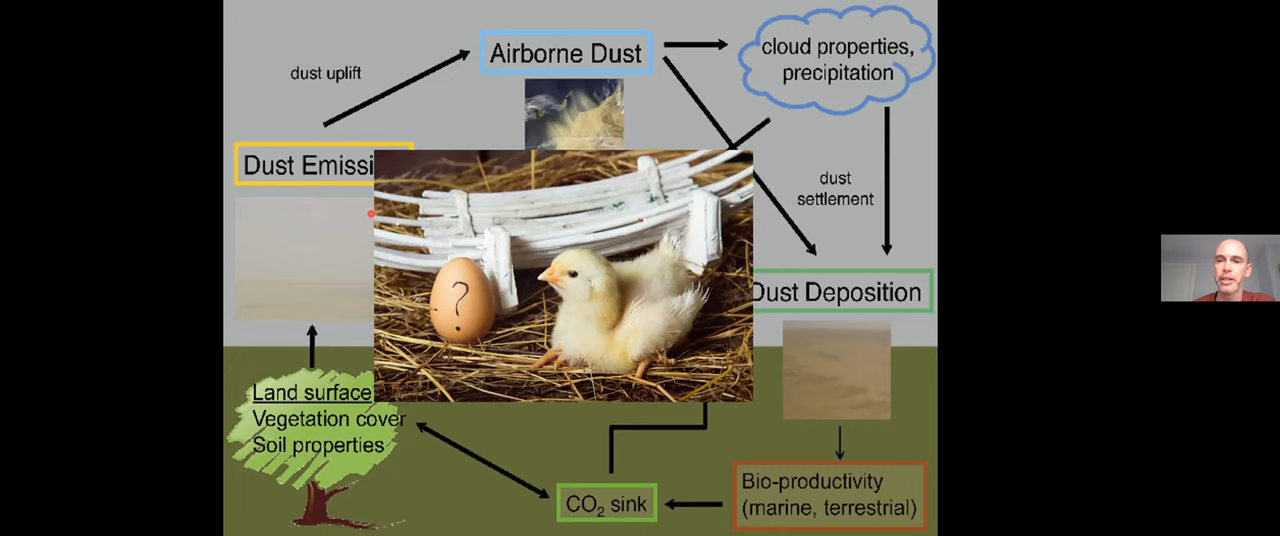 Airborne Dust
cloud properties,
precipitation
dust uplift
Dust Emissi
dust
settlement
?
Dust Deposition
Land surface
Vegetation cover
Soil properties
CO₂ sink
Bio-productivity
(marine, terrestrial)